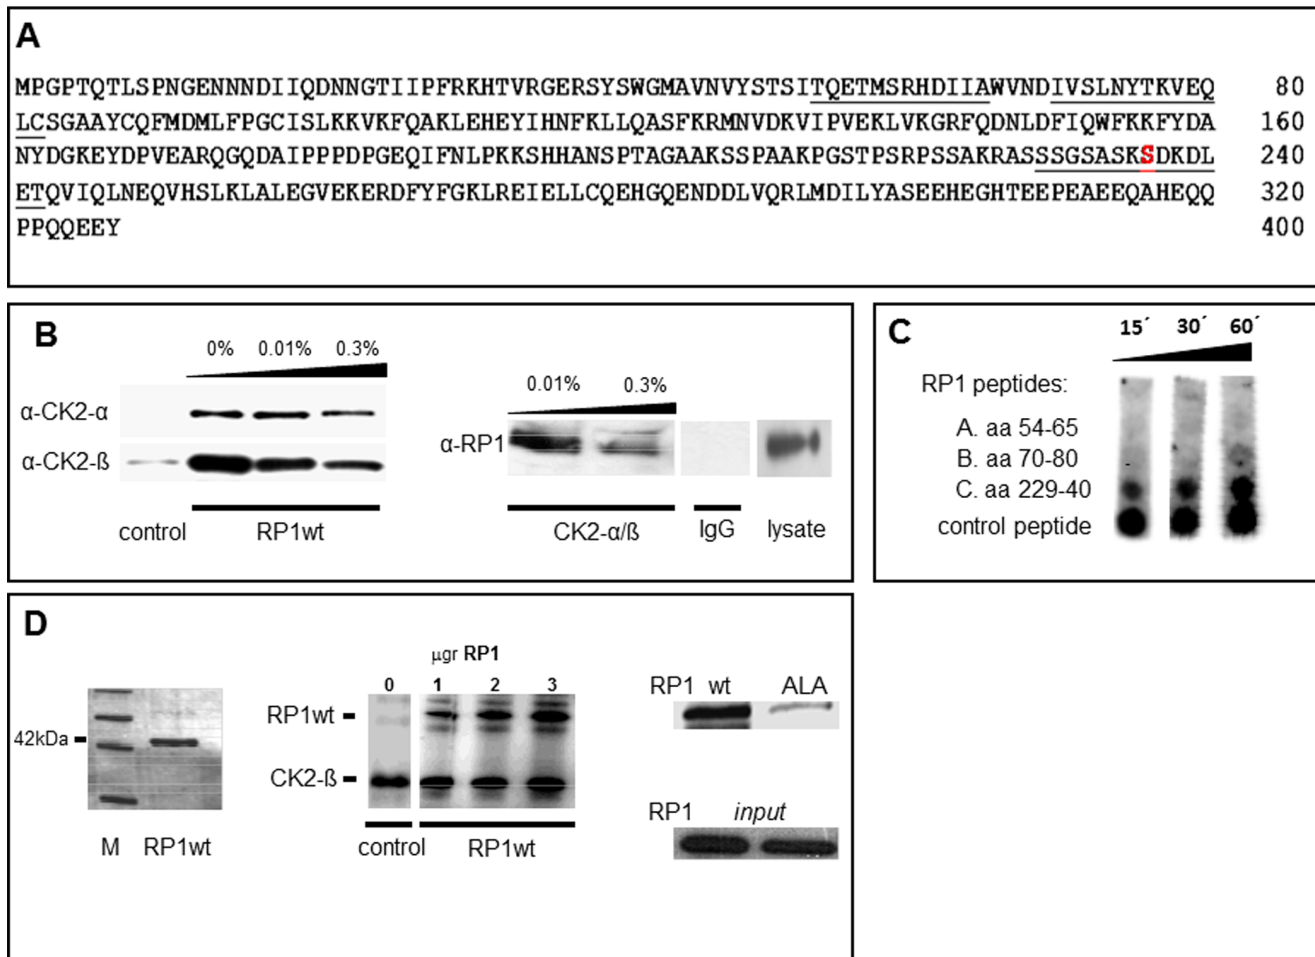 A
MPGPTQTLSPNGENNNDIIQDNNGTIIPFRKHTVRGERSYSWGMAVNVYSTSITQETMSRHDIIAWVNDIVSLNYTKVEQ 80
LCSGAAYCQFMDMLFPGCISLKKVKFQAKLEHEYIHNFKLLQASFKRMNVDKVIPVEKLVKGRFQDNLDFIQWFKKFYDA 160
NYDGKEYDPVEARQGQDAIPPPDPGEQIFNLPKKSHHANSPTAGAAKSSPAAKPGSTPSRPSSAKRASSSSGSASKSDKDL 240
ETQVIQLNEQVHSLKLALEGVEKERDFYFGKLREIELLCQEHGQENDDLVQRLMDILYASEEHEGHTEEPEAEEQAHEQQ 320
PPQQEEY 400
B
0% 0.01% 0.3%
α-CK2-α
α-CK2-ß
control RP1wt
0.01% 0.3%
α-RP1
CK2-α/ß IgG lysate
C
15´ 30´ 60´
RP1 peptides:
A. aa 54-65
B. aa 70-80
C. aa 229-40
control peptide
D
42kDa
M RP1wt
µgr RP1
0 1 2 3
RP1wt
CK2-ß
control RP1wt
RP1 wt ALA
RP1 input